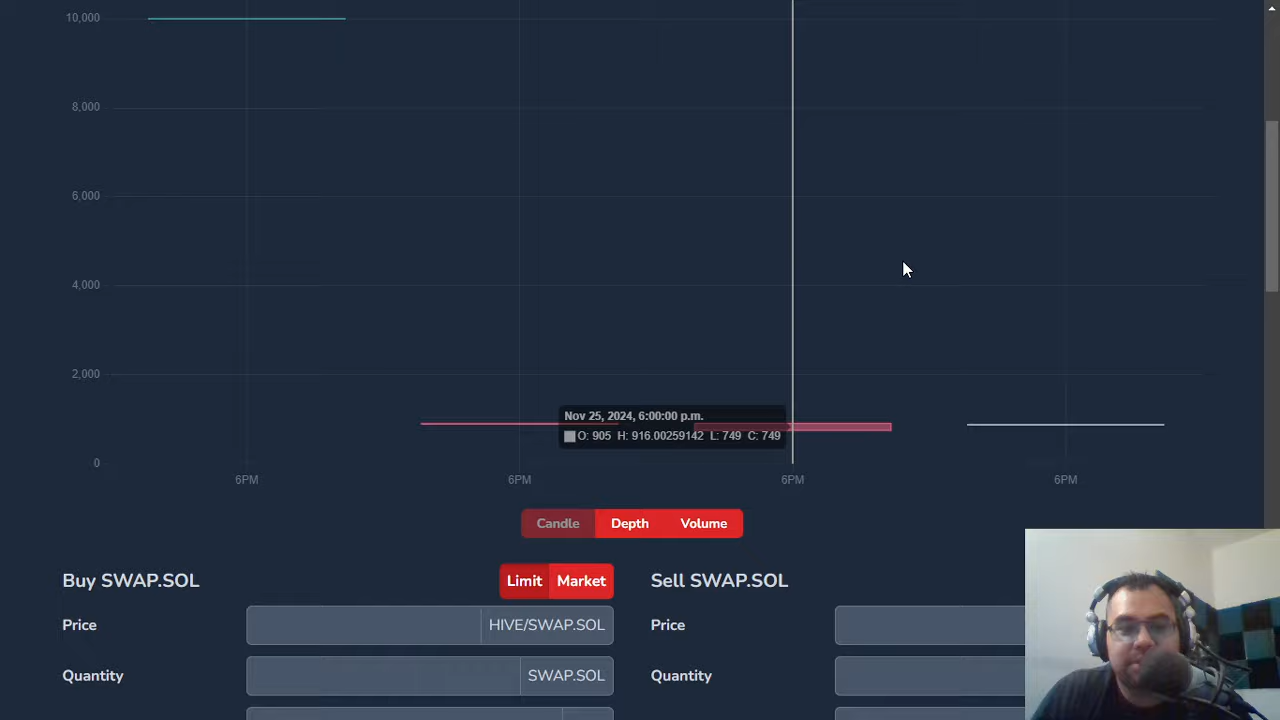 10,000
8,000
6,000
4,000
2,000
0
Nov 25, 2024, 6:00:00 p.m.
O: 905 H: 916.00259142 L: 749 C: 749
6PM 6PM 6PM 6PM
Candle Depth Volume
Buy SWAP.SOL Limit Market Sell SWAP.SOL
Price HIVE/SWAP.SOL Price
Quantity SWAP.SOL Quantity